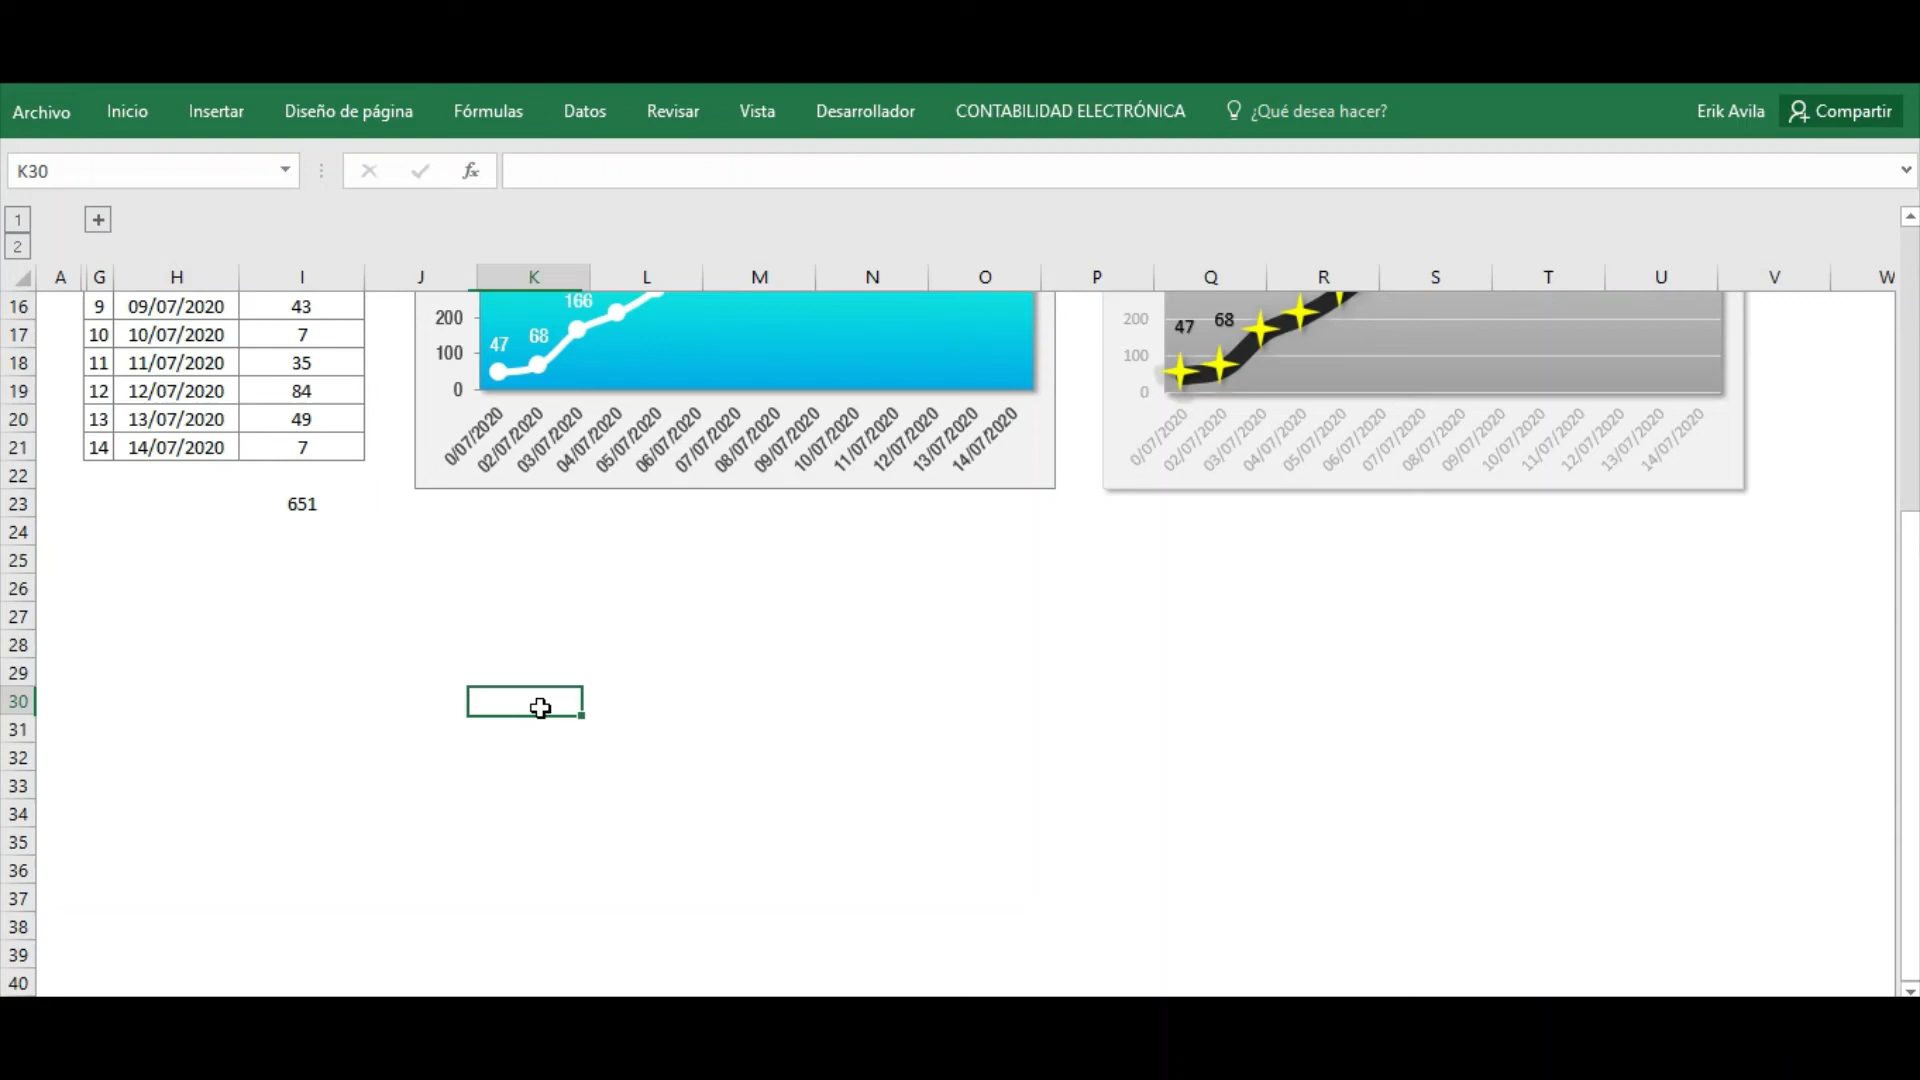 Archivo Inicio Insertar Diseño de página Fórmulas Datos Revisar Vista Desarrollador CONTABILIDAD ELECTRÓNICA ¿Qué desea hacer? Erik Avila Compartir
K30 fx
1
2
A G H I J K L M N O P Q R S T U V W
16 9 09/07/2020 43
17 10 10/07/2020 7
18 11 11/07/2020 35
19 12 12/07/2020 84
20 13 13/07/2020 49
21 14 14/07/2020 7
22
23 651
24
25
26
27
28
29
30
31
32
33
34
35
36
37
38
39
40
166
200
47 68
100
0
0/07/2020 02/07/2020 03/07/2020 04/07/2020 05/07/2020 06/07/2020 07/07/2020 08/07/2020 09/07/2020 10/07/2020 11/07/2020 12/07/2020 13/07/2020 14/07/2020
200
47 68
100
0
0/07/2020 02/07/2020 03/07/2020 04/07/2020 05/07/2020 06/07/2020 07/07/2020 08/07/2020 09/07/2020 10/07/2020 11/07/2020 12/07/2020 13/07/2020 14/07/2020